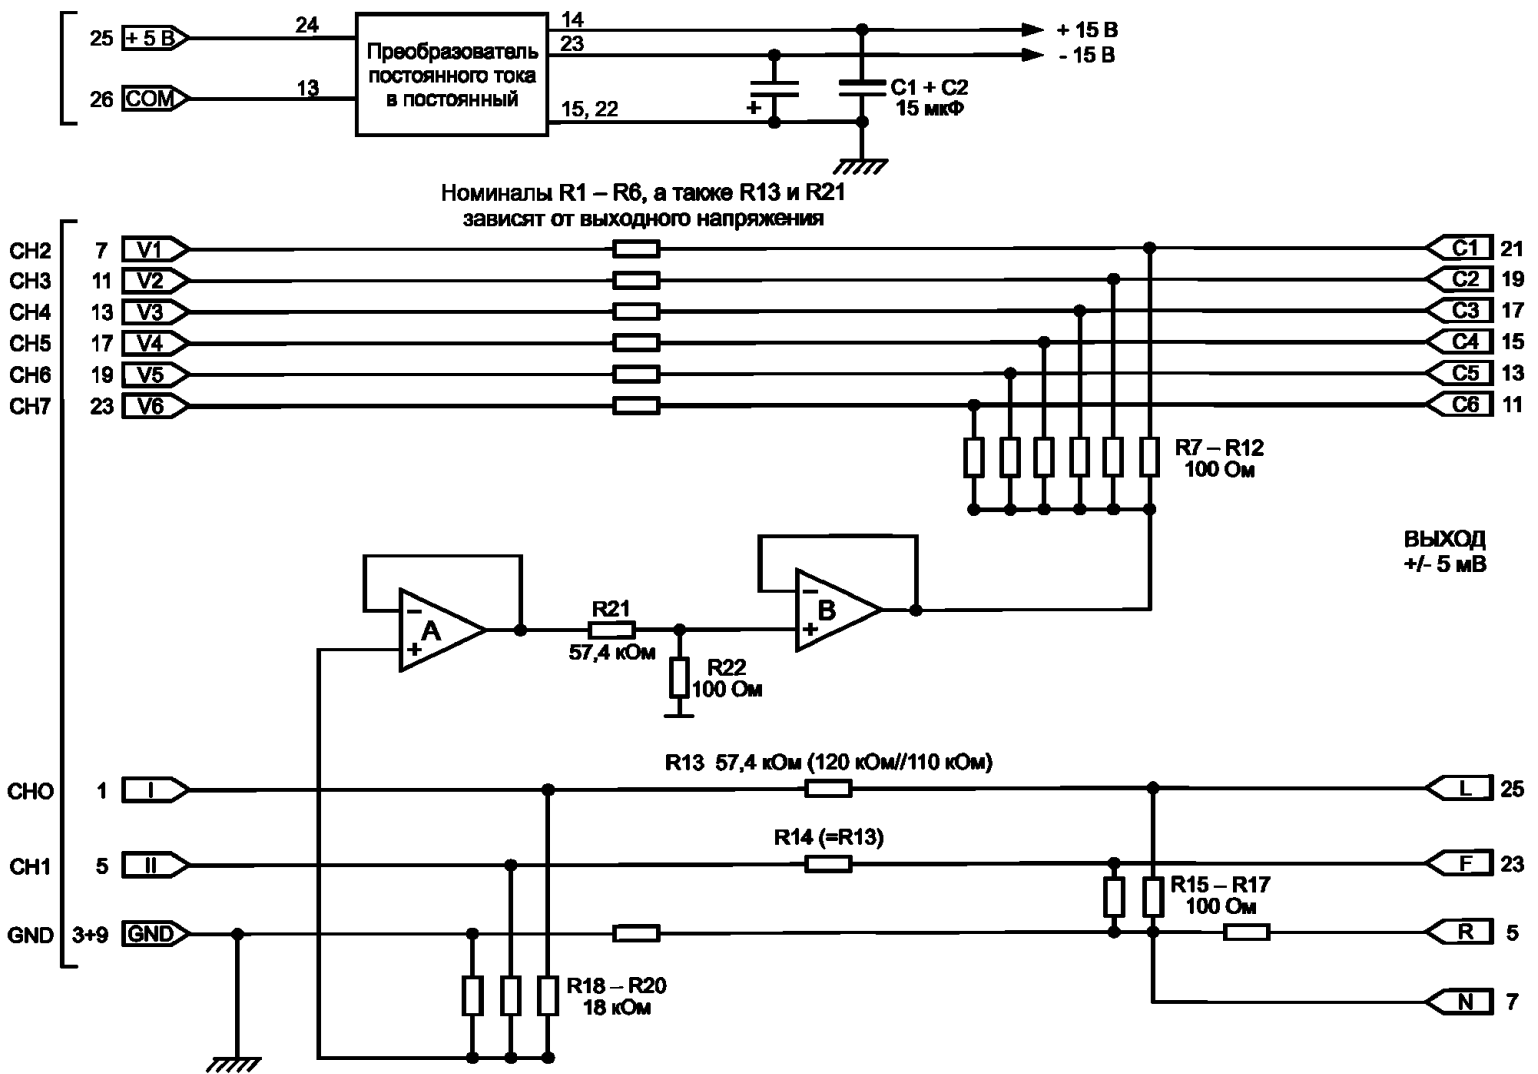 25 + 5 В 24 14 + 15 В
23 - 15 В
Преобразователь
постоянного тока
в постоянный
26 COM 13 15, 22
C1 + C2
15 мкФ
+
Номиналы R1 – R6, а также R13 и R21
зависят от выходного напряжения
CH2 7 V1 C1 21
CH3 11 V2 C2 19
CH4 13 V3 C3 17
CH5 17 V4 C4 15
CH6 19 V5 C5 13
CH7 23 V6 C6 11
R7 – R12
100 Ом
ВЫХОД
+/- 5 мВ
- A +
R21
57,4 кОм
R22
100 Ом
- B +
R13 57,4 кОм (120 кОм//110 кОм)
CHO 1 I L 25
R14 (=R13)
CH1 5 II F 23
R15 – R17
100 Ом
GND 3+9 GND R 5
R18 – R20
18 кОм
N 7